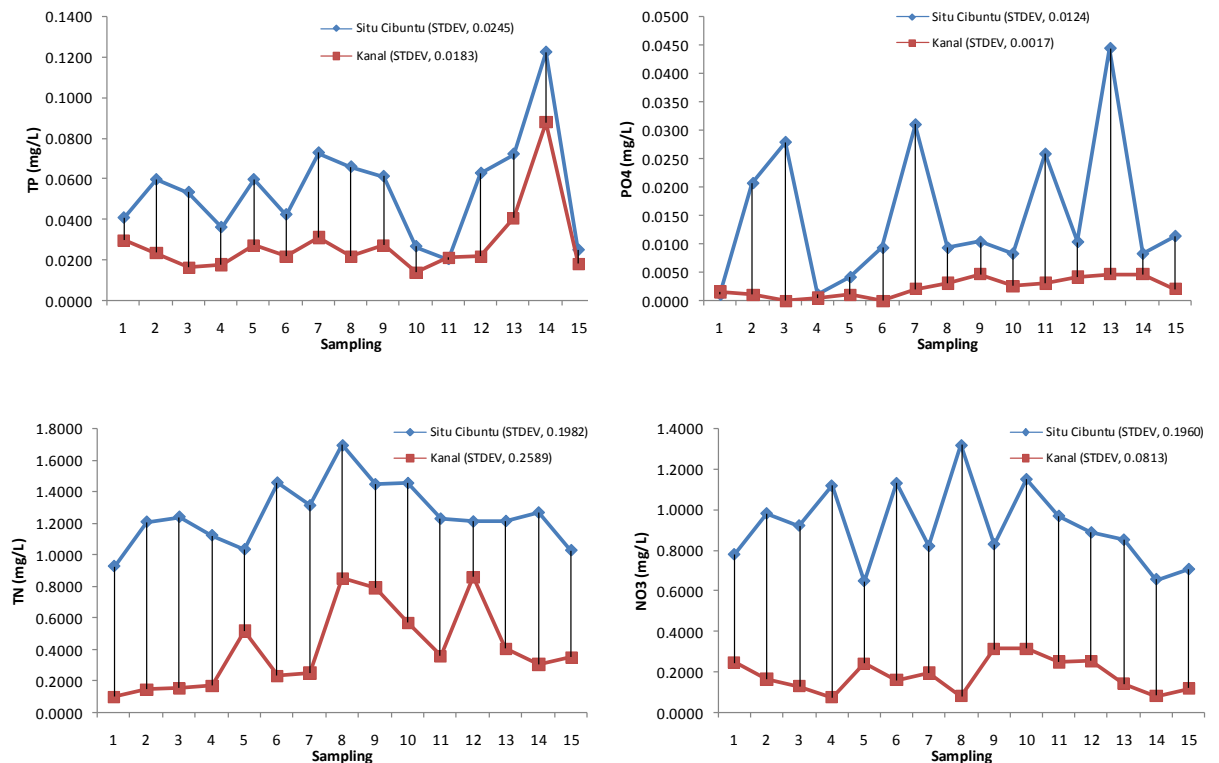 0.1400
0.1200
0.1000
0.0800
0.0600
0.0400
0.0200
0.0000
TP (mg/L)
Situ Cibuntu (STDEV, 0.0245)
Kanal (STDEV, 0.0183)
1 2 3 4 5 6 7 8 9 10 11 12 13 14 15
Sampling
0.0500
0.0450
0.0400
0.0350
0.0300
0.0250
0.0200
0.0150
0.0100
0.0050
0.0000
PO4 (mg/L)
Situ Cibuntu (STDEV, 0.0124)
Kanal (STDEV, 0.0017)
1 2 3 4 5 6 7 8 9 10 11 12 13 14 15
Sampling
1.8000
1.6000
1.4000
1.2000
1.0000
0.8000
0.6000
0.4000
0.2000
0.0000
TN (mg/L)
Situ Cibuntu (STDEV, 0.1982)
Kanal (STDEV, 0.2589)
1 2 3 4 5 6 7 8 9 10 11 12 13 14 15
Sampling
1.4000
1.2000
1.0000
0.8000
0.6000
0.4000
0.2000
0.0000
NO3 (mg/L)
Situ Cibuntu (STDEV, 0.1960)
Kanal (STDEV, 0.0813)
1 2 3 4 5 6 7 8 9 10 11 12 13 14 15
Sampling